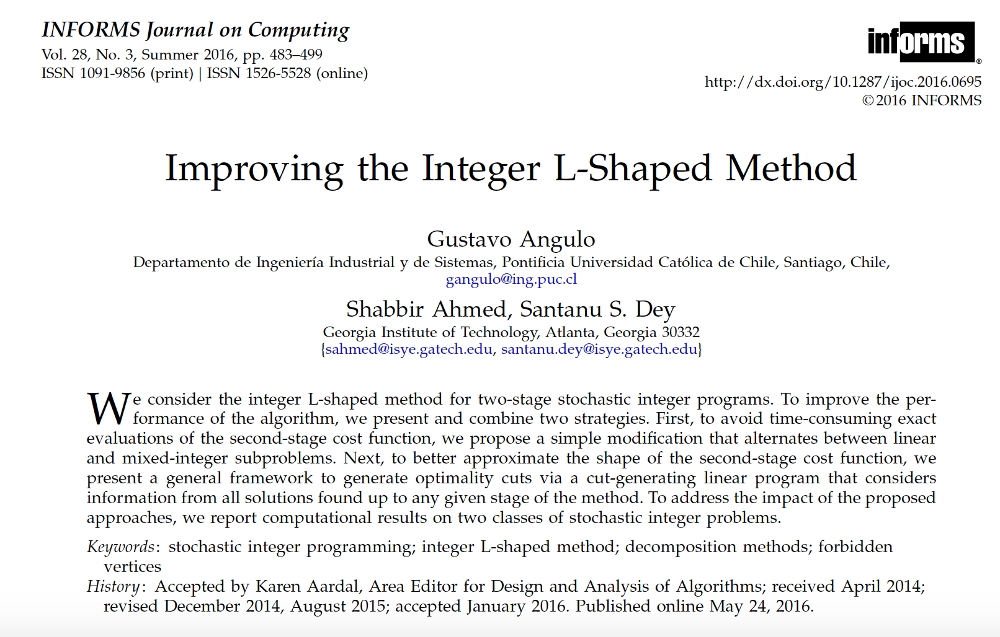 INFORMS Journal on Computing
Vol. 28, No. 3, Summer 2016, pp. 483–499
ISSN 1091-9856 (print) | ISSN 1526-5528 (online)
informs®
http://dx.doi.org/10.1287/ijoc.2016.0695
© 2016 INFORMS
Improving the Integer L-Shaped Method
Gustavo Angulo
Departamento de Ingeniería Industrial y de Sistemas, Pontificia Universidad Católica de Chile, Santiago, Chile,
gangulo@ing.puc.cl
Shabbir Ahmed, Santanu S. Dey
Georgia Institute of Technology, Atlanta, Georgia 30332
{sahmed@isye.gatech.edu, santanu.dey@isye.gatech.edu}
We consider the integer L-shaped method for two-stage stochastic integer programs. To improve the per-
formance of the algorithm, we present and combine two strategies. First, to avoid time-consuming exact
evaluations of the second-stage cost function, we propose a simple modification that alternates between linear
and mixed-integer subproblems. Next, to better approximate the shape of the second-stage cost function, we
present a general framework to generate optimality cuts via a cut-generating linear program that considers
information from all solutions found up to any given stage of the method. To address the impact of the proposed
approaches, we report computational results on two classes of stochastic integer problems.
Keywords: stochastic integer programming; integer L-shaped method; decomposition methods; forbidden
vertices
History: Accepted by Karen Aardal, Area Editor for Design and Analysis of Algorithms; received April 2014;
revised December 2014, August 2015; accepted January 2016. Published online May 24, 2016.